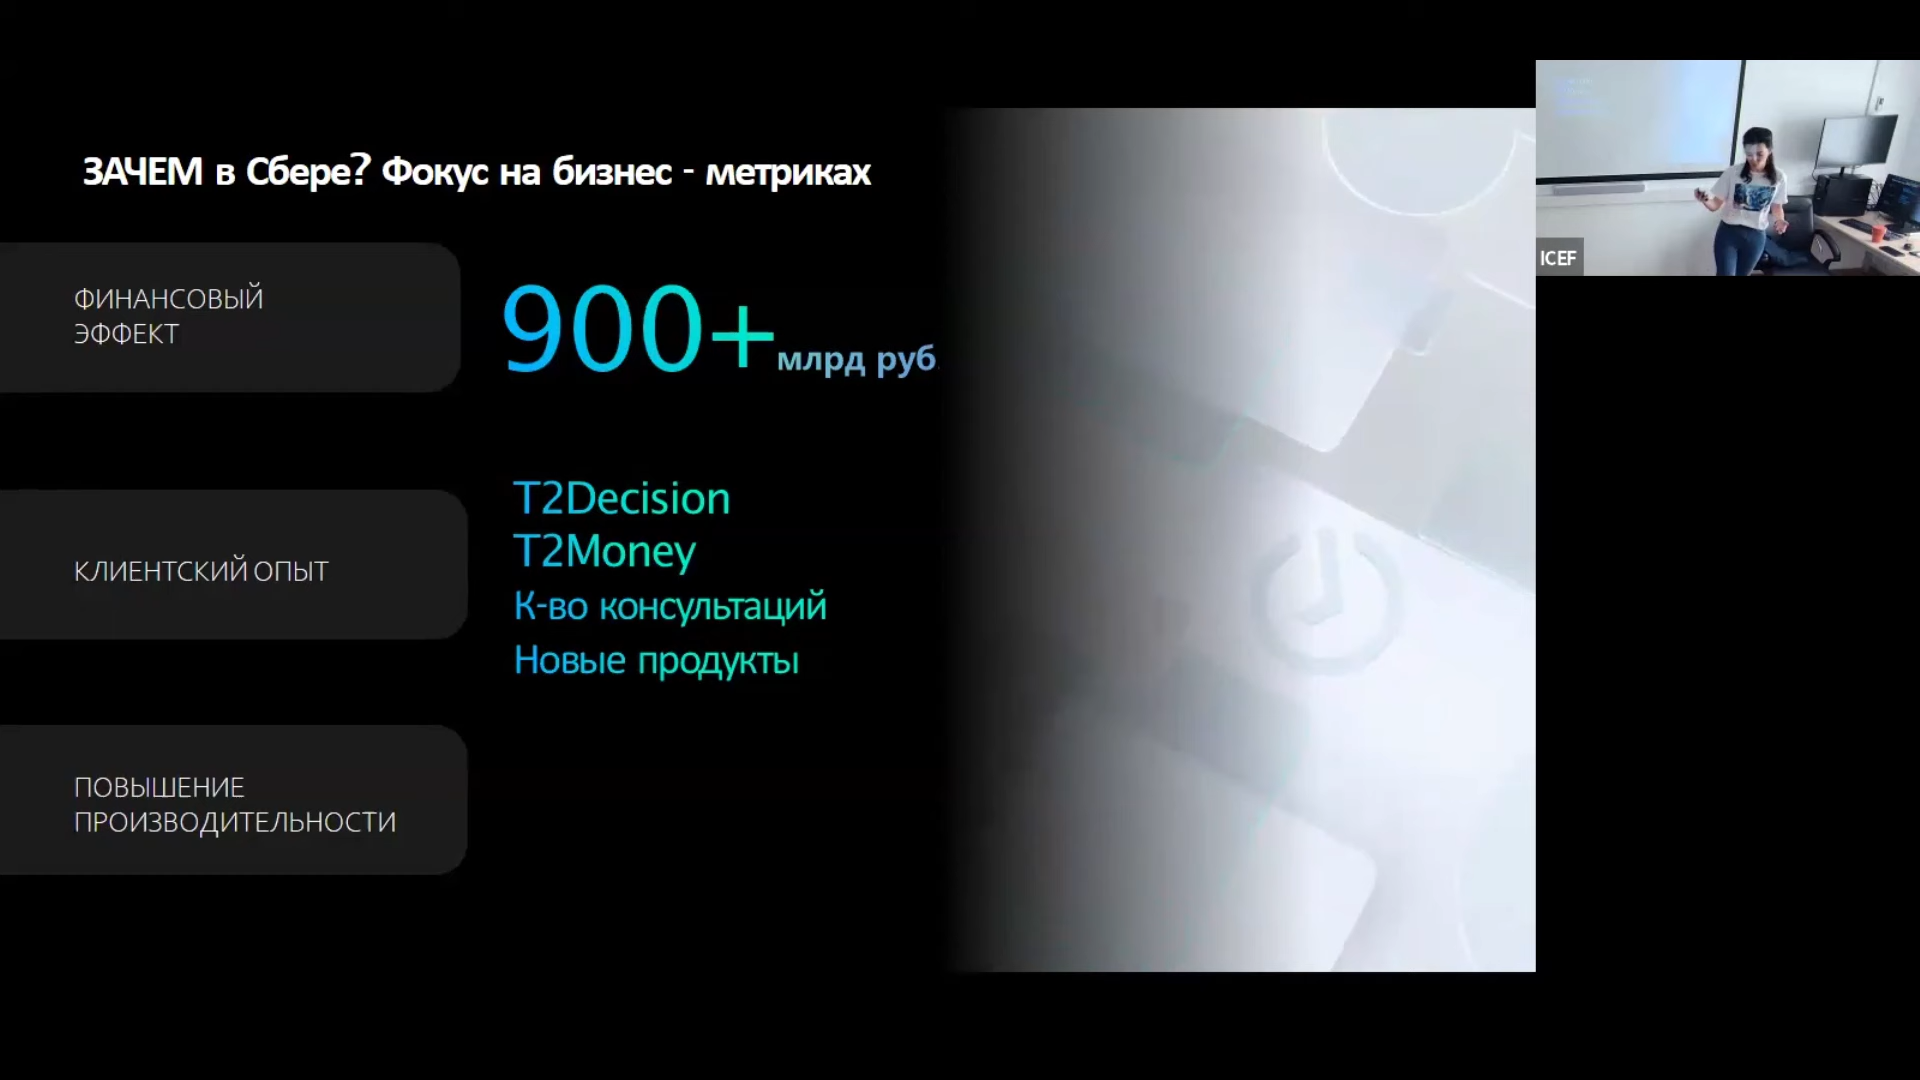 ЗАЧЕМ в Сбере? Фокус на бизнес - метриках
ФИНАНСОВЫЙ
ЭФФЕКТ
900+ млрд руб.
КЛИЕНТСКИЙ ОПЫТ
T2Decision
T2Money
К-во консультаций
Новые продукты
ПОВЫШЕНИЕ
ПРОИЗВОДИТЕЛЬНОСТИ
ICEF